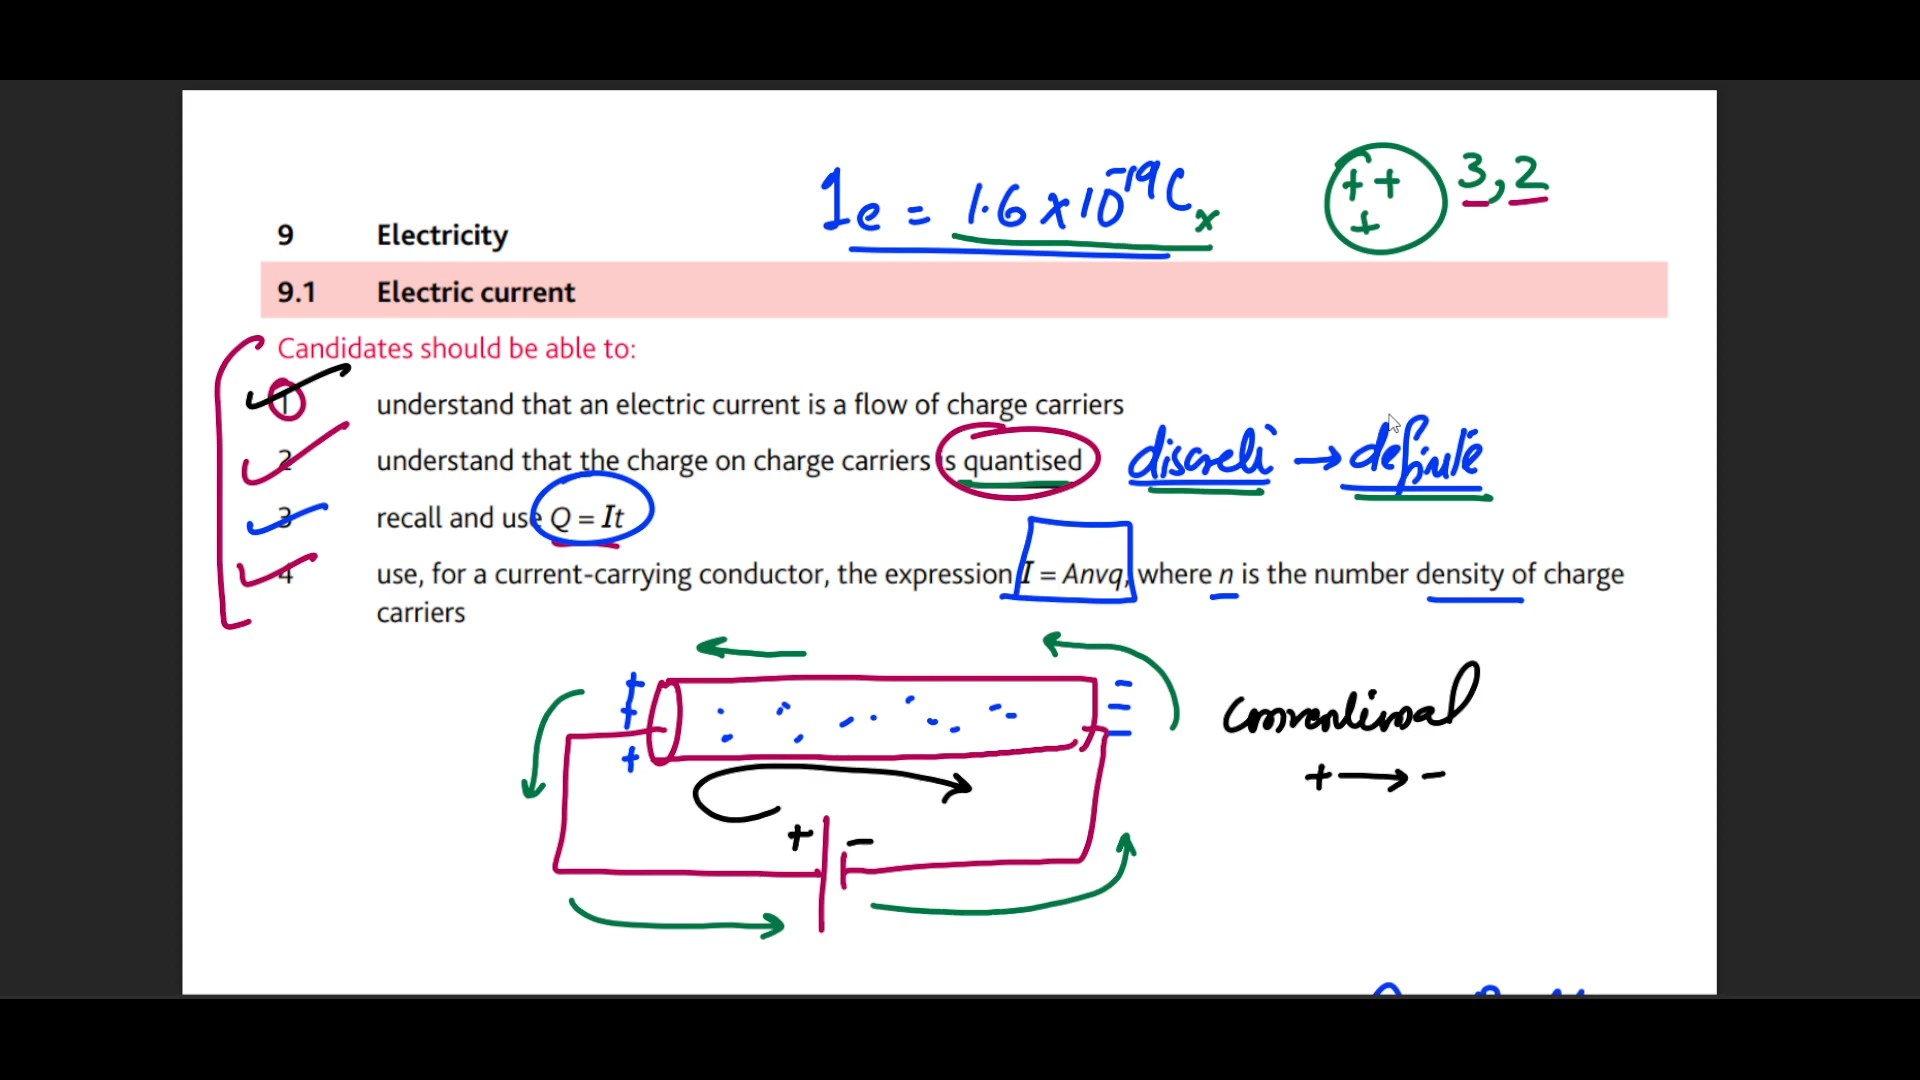 1e = 1.6 x 10⁻¹⁹C x
+ + + 3, 2
9 Electricity
9.1 Electric current
Candidates should be able to:
1 understand that an electric current is a flow of charge carriers
2 understand that the charge on charge carriers is quantised discrete → definite
3 recall and use Q = It
4 use, for a current-carrying conductor, the expression I = Anvq, where n is the number density of charge
carriers
conventional
+ → -
+ -